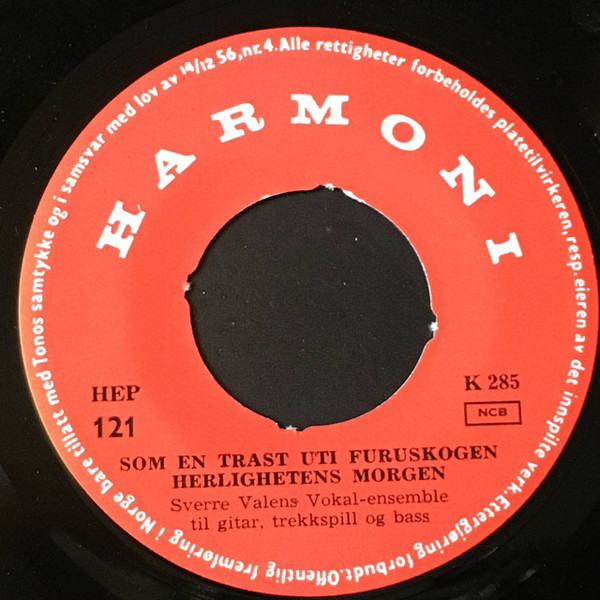 HARMONI
HEP
121
K 285
NCB
SOM EN TRAST UTI FURUSKOGEN
HERLIGHETENS MORGEN
Sverre Valens Vokal-ensemble
til gitar, trekkspill og bass
Alle rettigheter forbeholdes platetilvirkeren, resp. eieren av det innspilte verk. Ettergjøring forbudt. Offentlig fremføring i Norge bare tillatt med Tonos samtykke og i samsvar med lov av 14/12 56, nr. 4.